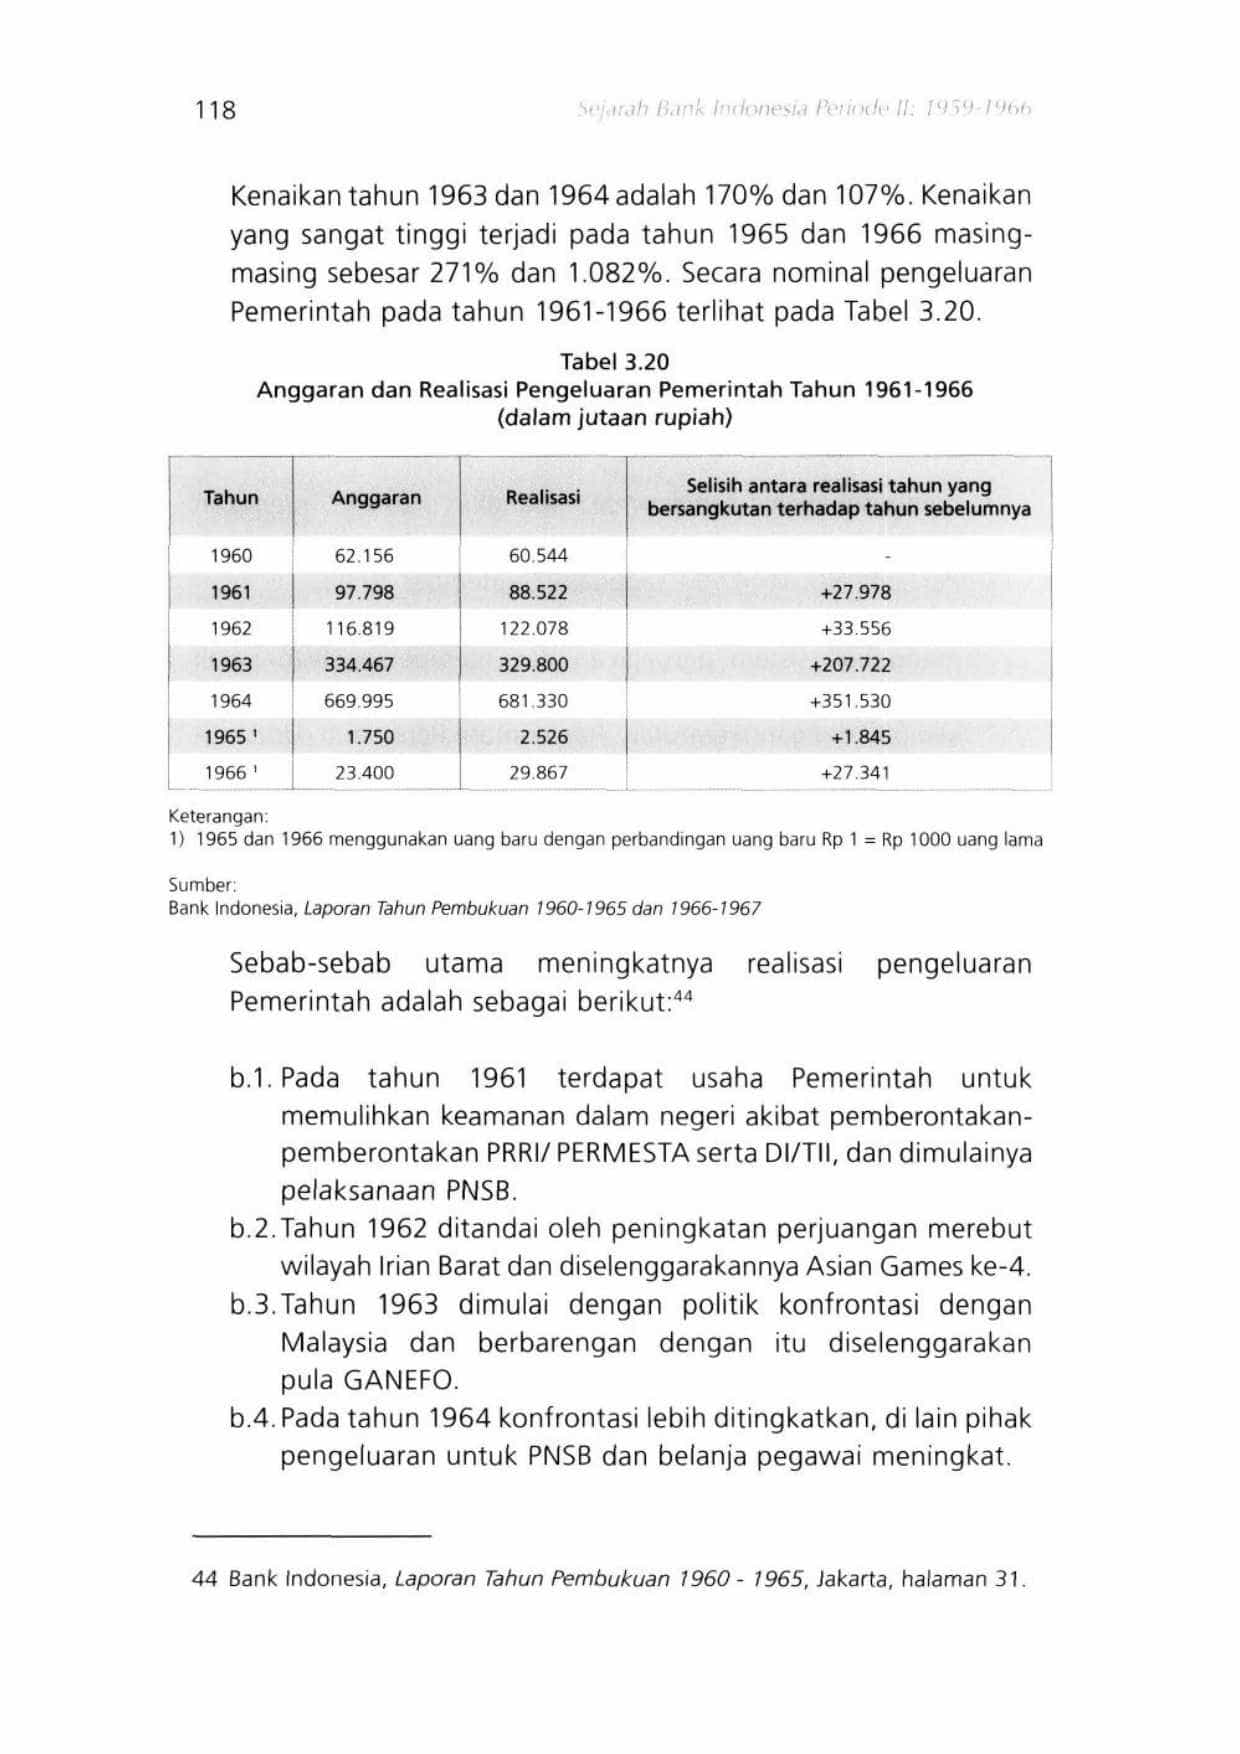 118 Sejarah Bank Indonesia Periode II: 1959-1966
Kenaikan tahun 1963 dan 1964 adalah 170% dan 107%. Kenaikan
yang sangat tinggi terjadi pada tahun 1965 dan 1966 masing-
masing sebesar 271% dan 1.082%. Secara nominal pengeluaran
Pemerintah pada tahun 1961-1966 terlihat pada Tabel 3.20.
Tabel 3.20
Anggaran dan Realisasi Pengeluaran Pemerintah Tahun 1961-1966
(dalam jutaan rupiah)
Tahun Anggaran Realisasi Selisih antara realisasi tahun yang
bersangkutan terhadap tahun sebelumnya
1960 62.156 60.544 -
1961 97.798 88.522 +27.978
1962 116.819 122.078 +33.556
1963 334.467 329.800 +207.722
1964 669.995 681.330 +351.530
1965 ¹ 1.750 2.526 +1.845
1966 ¹ 23.400 29.867 +27.341
Keterangan:
1) 1965 dan 1966 menggunakan uang baru dengan perbandingan uang baru Rp 1 = Rp 1000 uang lama
Sumber:
Bank Indonesia, Laporan Tahun Pembukuan 1960-1965 dan 1966-1967
Sebab-sebab utama meningkatnya realisasi pengeluaran
Pemerintah adalah sebagai berikut:⁴⁴
b.1. Pada tahun 1961 terdapat usaha Pemerintah untuk
memulihkan keamanan dalam negeri akibat pemberontakan-
pemberontakan PRRI/ PERMESTA serta DI/TII, dan dimulainya
pelaksanaan PNSB.
b.2. Tahun 1962 ditandai oleh peningkatan perjuangan merebut
wilayah Irian Barat dan diselenggarakannya Asian Games ke-4.
b.3. Tahun 1963 dimulai dengan politik konfrontasi dengan
Malaysia dan berbarengan dengan itu diselenggarakan
pula GANEFO.
b.4. Pada tahun 1964 konfrontasi lebih ditingkatkan, di lain pihak
pengeluaran untuk PNSB dan belanja pegawai meningkat.
44 Bank Indonesia, Laporan Tahun Pembukuan 1960 - 1965, Jakarta, halaman 31.